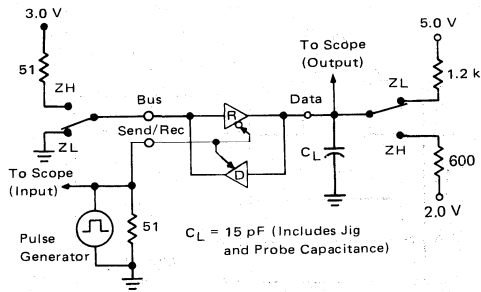 3.0 V
51
ZH
ZL
Bus
Send/Rec
R
D
Data
To Scope
(Output)
5.0 V
1.2 k
ZL
ZH
600
2.0 V
CL
To Scope
(Input)
Pulse
Generator
51
CL = 15 pF (Includes Jig
and Probe Capacitance)